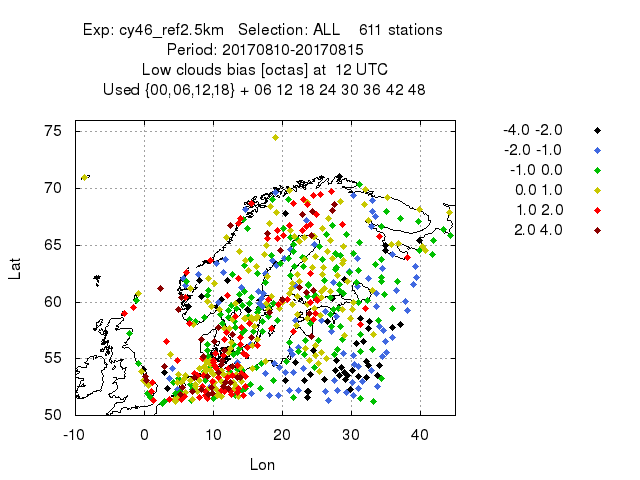 Exp: cy46_ref2.5km Selection: ALL 611 stations
Period: 20170810-20170815
Low clouds bias [octas] at 12 UTC
Used {00,06,12,18} + 06 12 18 24 30 36 42 48
75
70
65
60
55
50
-10 0 10 20 30 40
Lat
Lon
-4.0 -2.0
-2.0 -1.0
-1.0 0.0
0.0 1.0
1.0 2.0
2.0 4.0